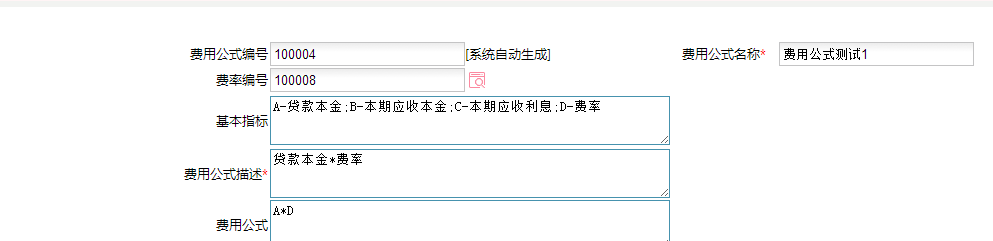 费用公式编号 100004 [系统自动生成] 费用公式名称* 费用公式测试1
费率编号 100008
基本指标 A-贷款本金;B-本期应收本金;C-本期应收利息;D-费率
费用公式描述* 贷款本金*费率
费用公式 A*D